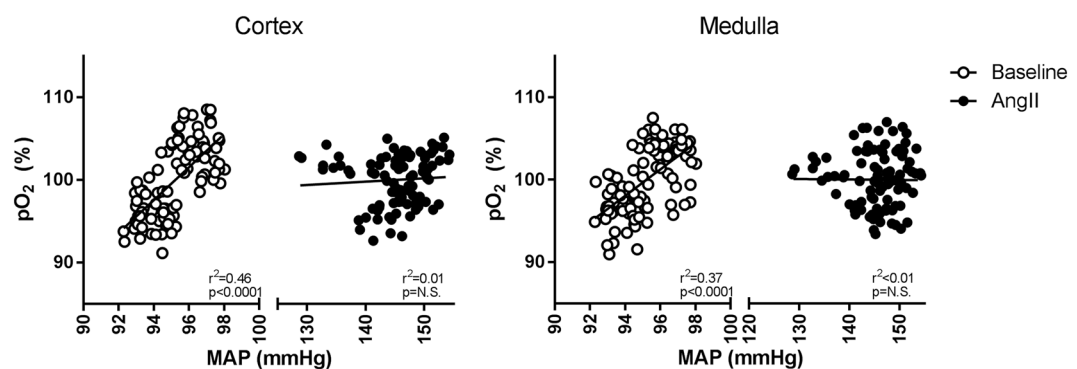 Cortex
Medulla
Baseline
AngII
pO2 (%)
110
100
90
r2=0.46
p<0.0001
r2=0.01
p=N.S.
90
92
94
96
98
100
130
140
150
MAP (mmHg)
pO2 (%)
110
100
90
r2=0.37
p<0.0001
r2<0.01
p=N.S.
90
92
94
96
98
100
120
130
140
150
MAP (mmHg)